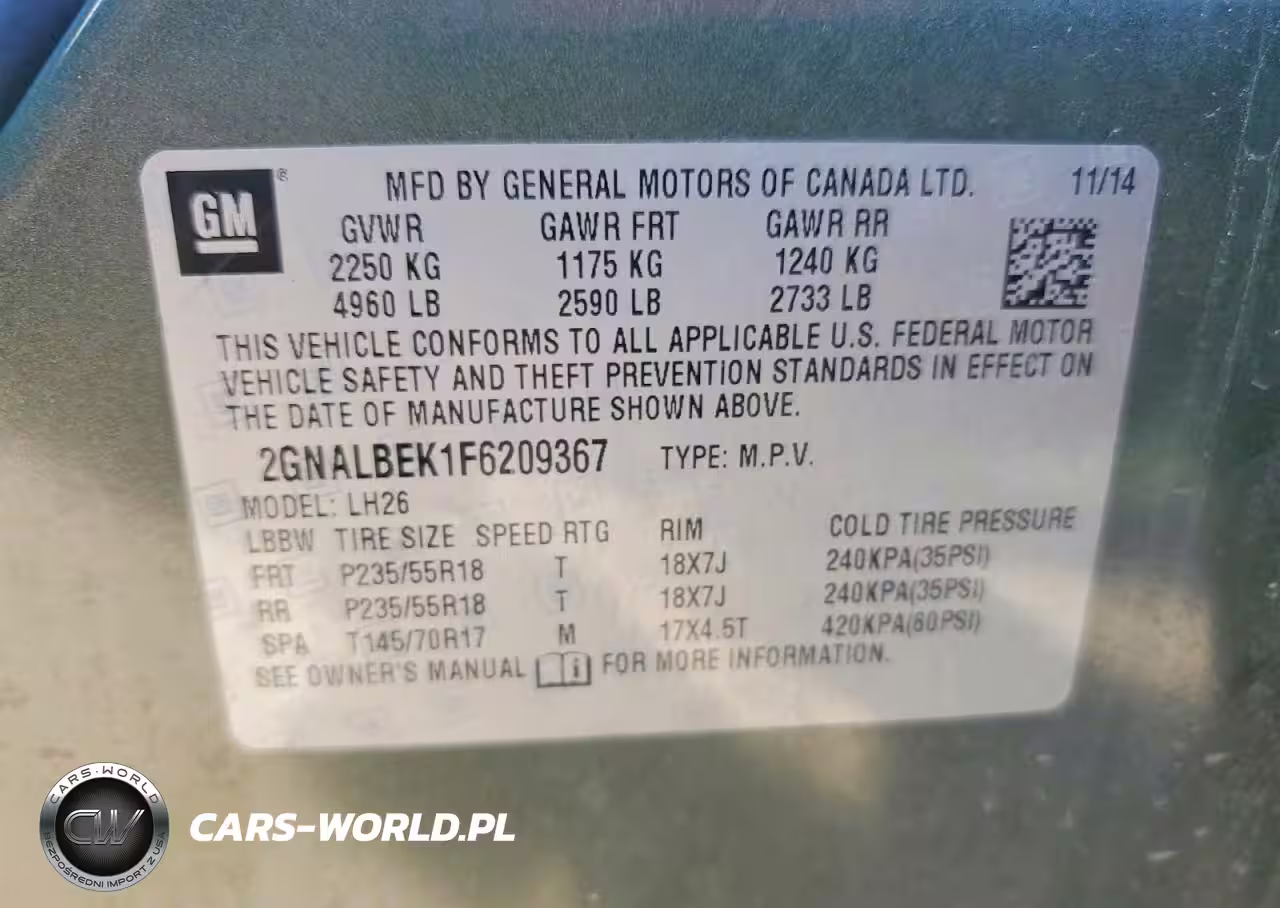 GM ®
MFD BY GENERAL MOTORS OF CANADA LTD. 11/14
GVWR GAWR FRT GAWR RR
2250 KG 1175 KG 1240 KG
4960 LB 2590 LB 2733 LB
THIS VEHICLE CONFORMS TO ALL APPLICABLE U.S. FEDERAL MOTOR
VEHICLE SAFETY AND THEFT PREVENTION STANDARDS IN EFFECT ON
THE DATE OF MANUFACTURE SHOWN ABOVE.
2GNALBEK1F6209367 TYPE: M.P.V.
MODEL: LH26
LBBW TIRE SIZE SPEED RTG RIM COLD TIRE PRESSURE
FRT P235/55R18 T 18X7J 240KPA(35PSI)
RR P235/55R18 T 18X7J 240KPA(35PSI)
SPA T145/70R17 M 17X4.5T 420KPA(60PSI)
SEE OWNER'S MANUAL FOR MORE INFORMATION.
CARS-WORLD
CW
BEZPOŚREDNI IMPORT Z USA
CARS-WORLD.PL